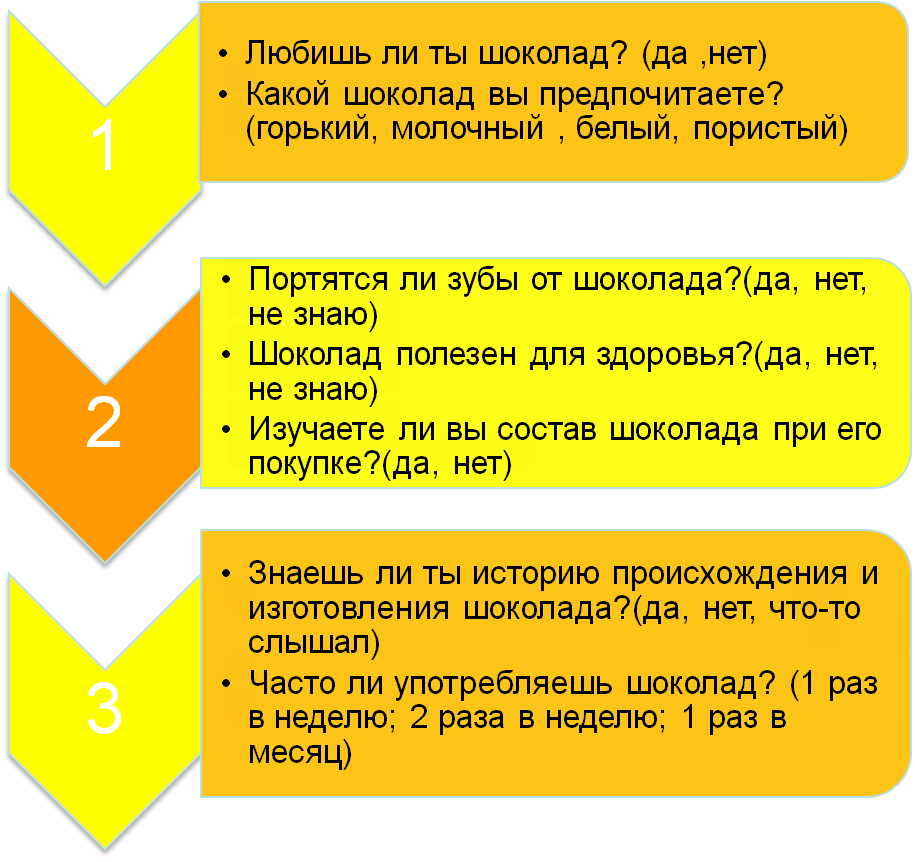 1
• Любишь ли ты шоколад? (да ,нет)
• Какой шоколад вы предпочитаете?
(горький, молочный , белый, пористый)
2
• Портятся ли зубы от шоколада?(да, нет,
не знаю)
• Шоколад полезен для здоровья?(да, нет,
не знаю)
• Изучаете ли вы состав шоколада при его
покупке?(да, нет)
3
• Знаешь ли ты историю происхождения и
изготовления шоколада?(да, нет, что-то
слышал)
• Часто ли употребляешь шоколад? (1 раз
в неделю; 2 раза в неделю; 1 раз в
месяц)